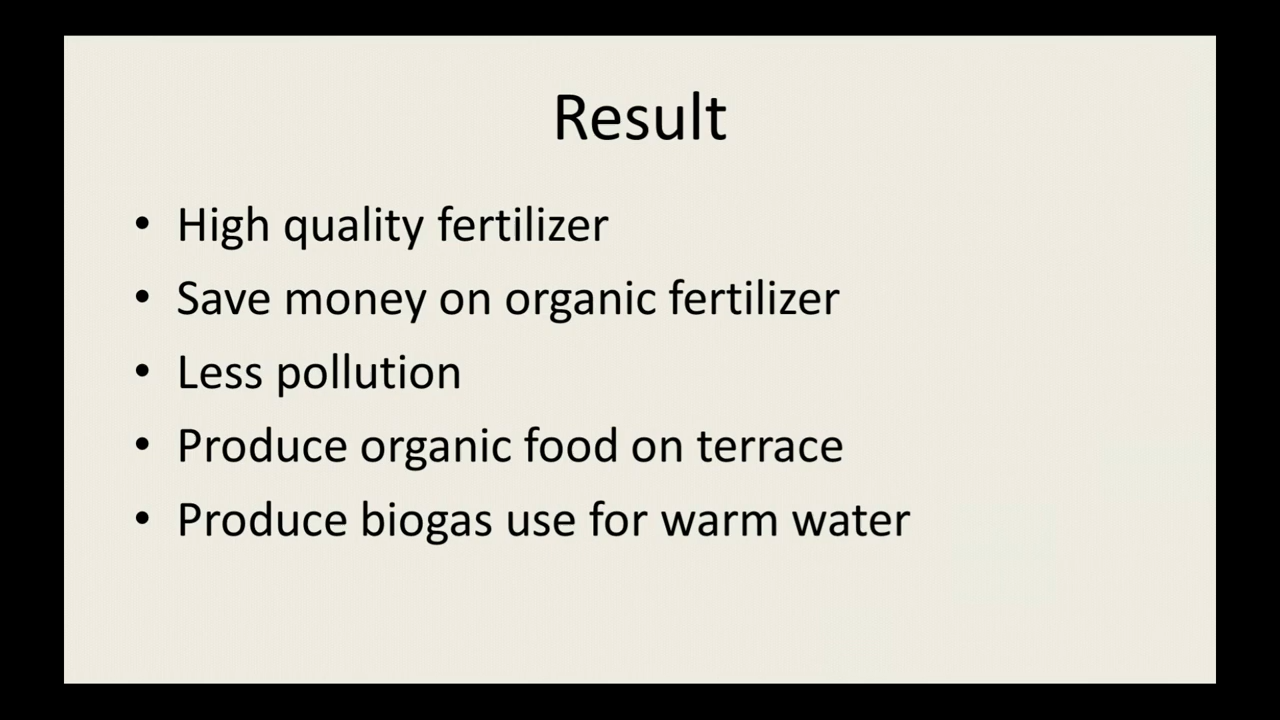 Result
• High quality fertilizer
• Save money on organic fertilizer
• Less pollution
• Produce organic food on terrace
• Produce biogas use for warm water